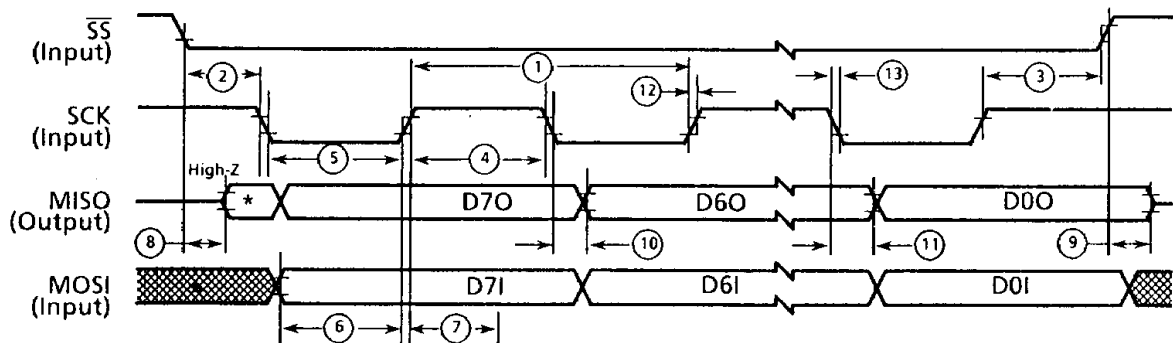 SS
(Input)
2
1
12
13
3
SCK
(Input)
5
4
High-Z
MISO
(Output)
*
D7O
D6O
D0O
8
10
11
9
MOSI
(Input)
D7I
D6I
D0I
6
7